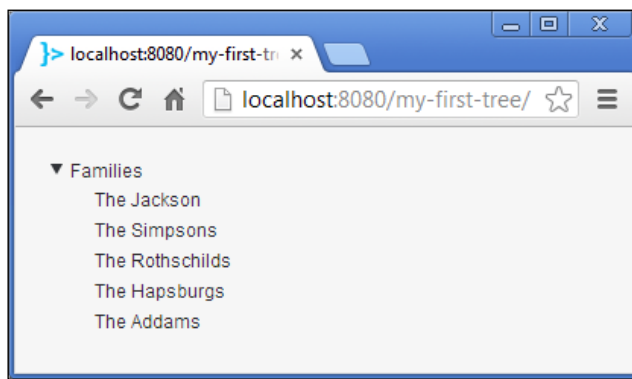 localhost:8080/my-first-tr
localhost:8080/my-first-tree/
Families
The Jackson
The Simpsons
The Rothschilds
The Hapsburgs
The Addams